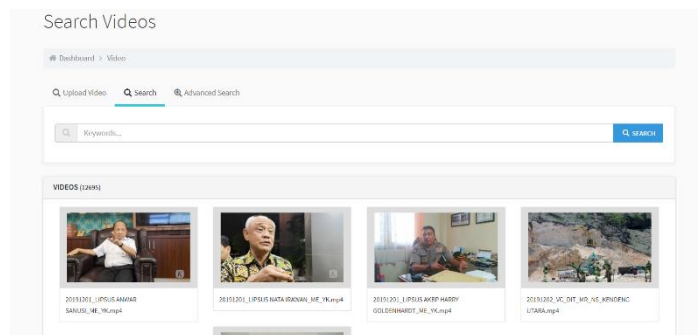 Search Videos
Dashboard > Video
Upload Video
Search
Advanced Search
Keywords...
SEARCH
VIDEOS (12695)
20191201_LIPSUS ANWAR
SANUSI_ME_YK.mp4
20191201_LIPSUS NATA IRAWAN_ME_YK.mp4
20191201_LIPSUS AKBP HARRY
GOLDENHARDT_ME_YK.mp4
20191202_VC_DIT_HR_NS_KENDENG
UTARA.mp4